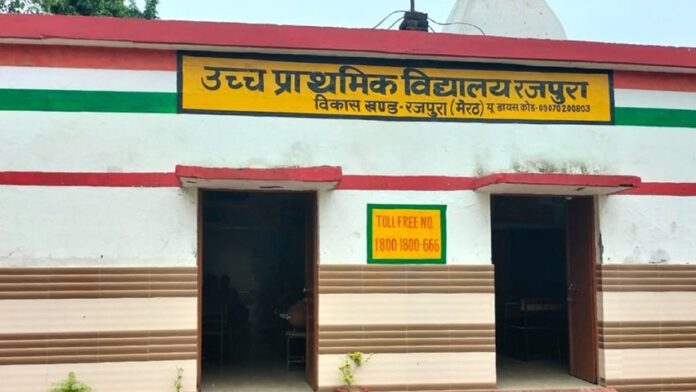 उच्च प्राथमिक विद्यालय रजपुरा
विकास खण्ड-रजपुरा (मैरठ) यू डायस कोड-09070200803
TOLL FREE NO.
1800 1800-666